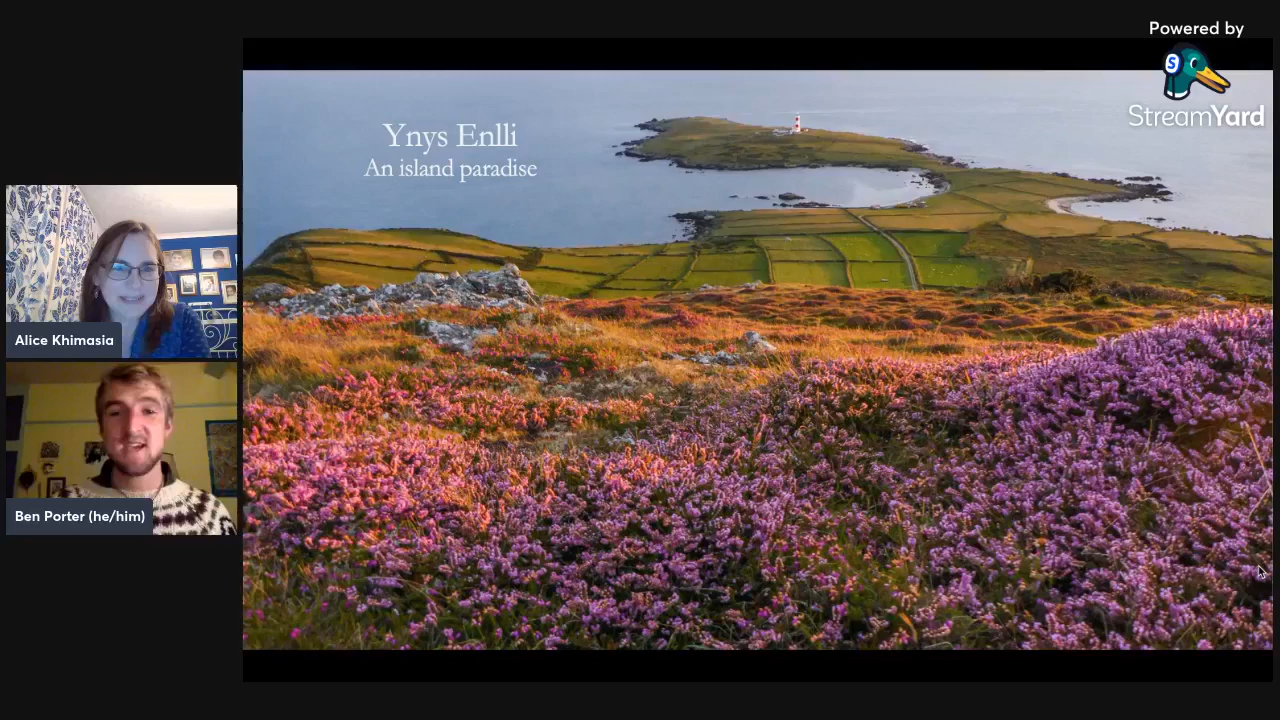 Powered by
StreamYard
Ynys Enlli
An island paradise
Alice Khimasia
Ben Porter (he/him)